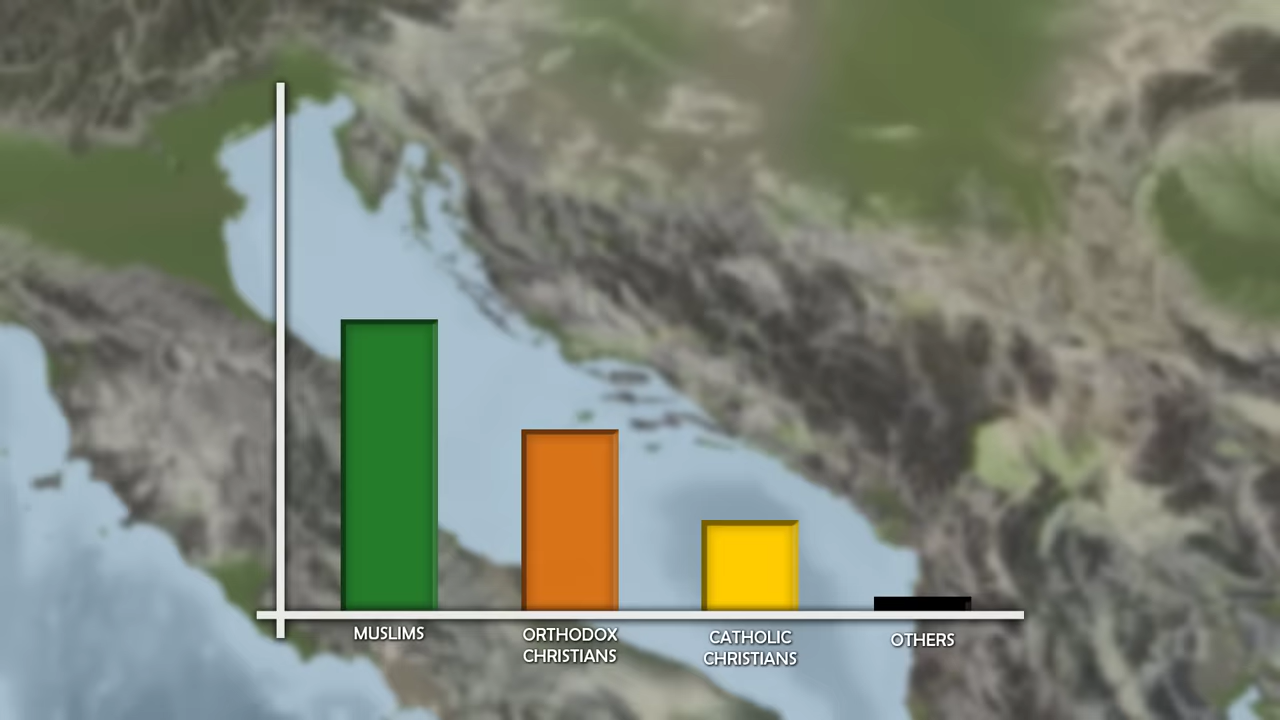 MUSLIMS
ORTHODOX
CHRISTIANS
CATHOLIC
CHRISTIANS
OTHERS